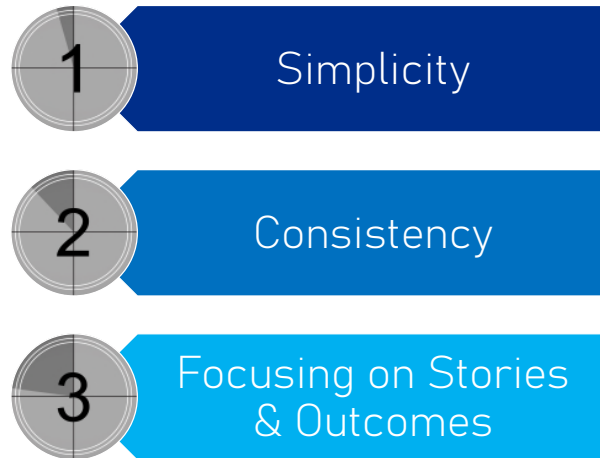 1
Simplicity
2
Consistency
3
Focusing on Stories
& Outcomes